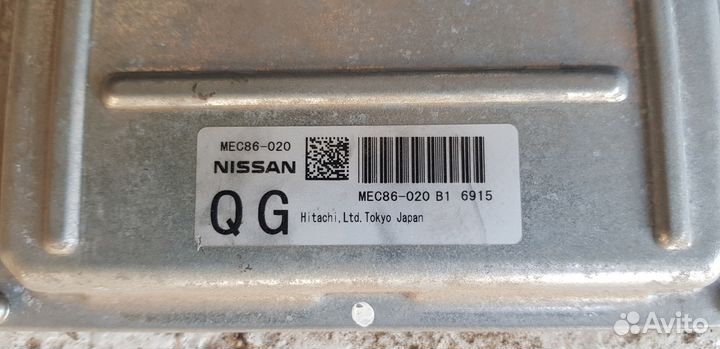 MEC86-020
NISSAN
MEC86-020 B1 6915
QG
Hitachi,Ltd.Tokyo Japan
Avito